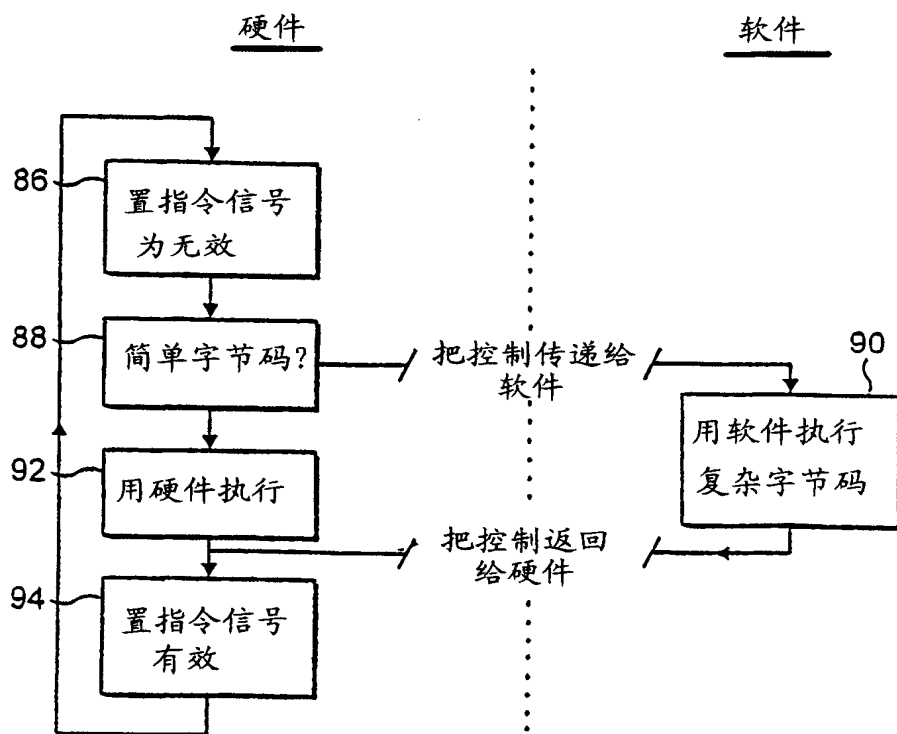 硬件
软件
86
置指令信号
为无效
88
简单字节码?
把控制传递给
软件
90
用软件执行
复杂字节码
92
用硬件执行
把控制返回
给硬件
94
置指令信号
有效